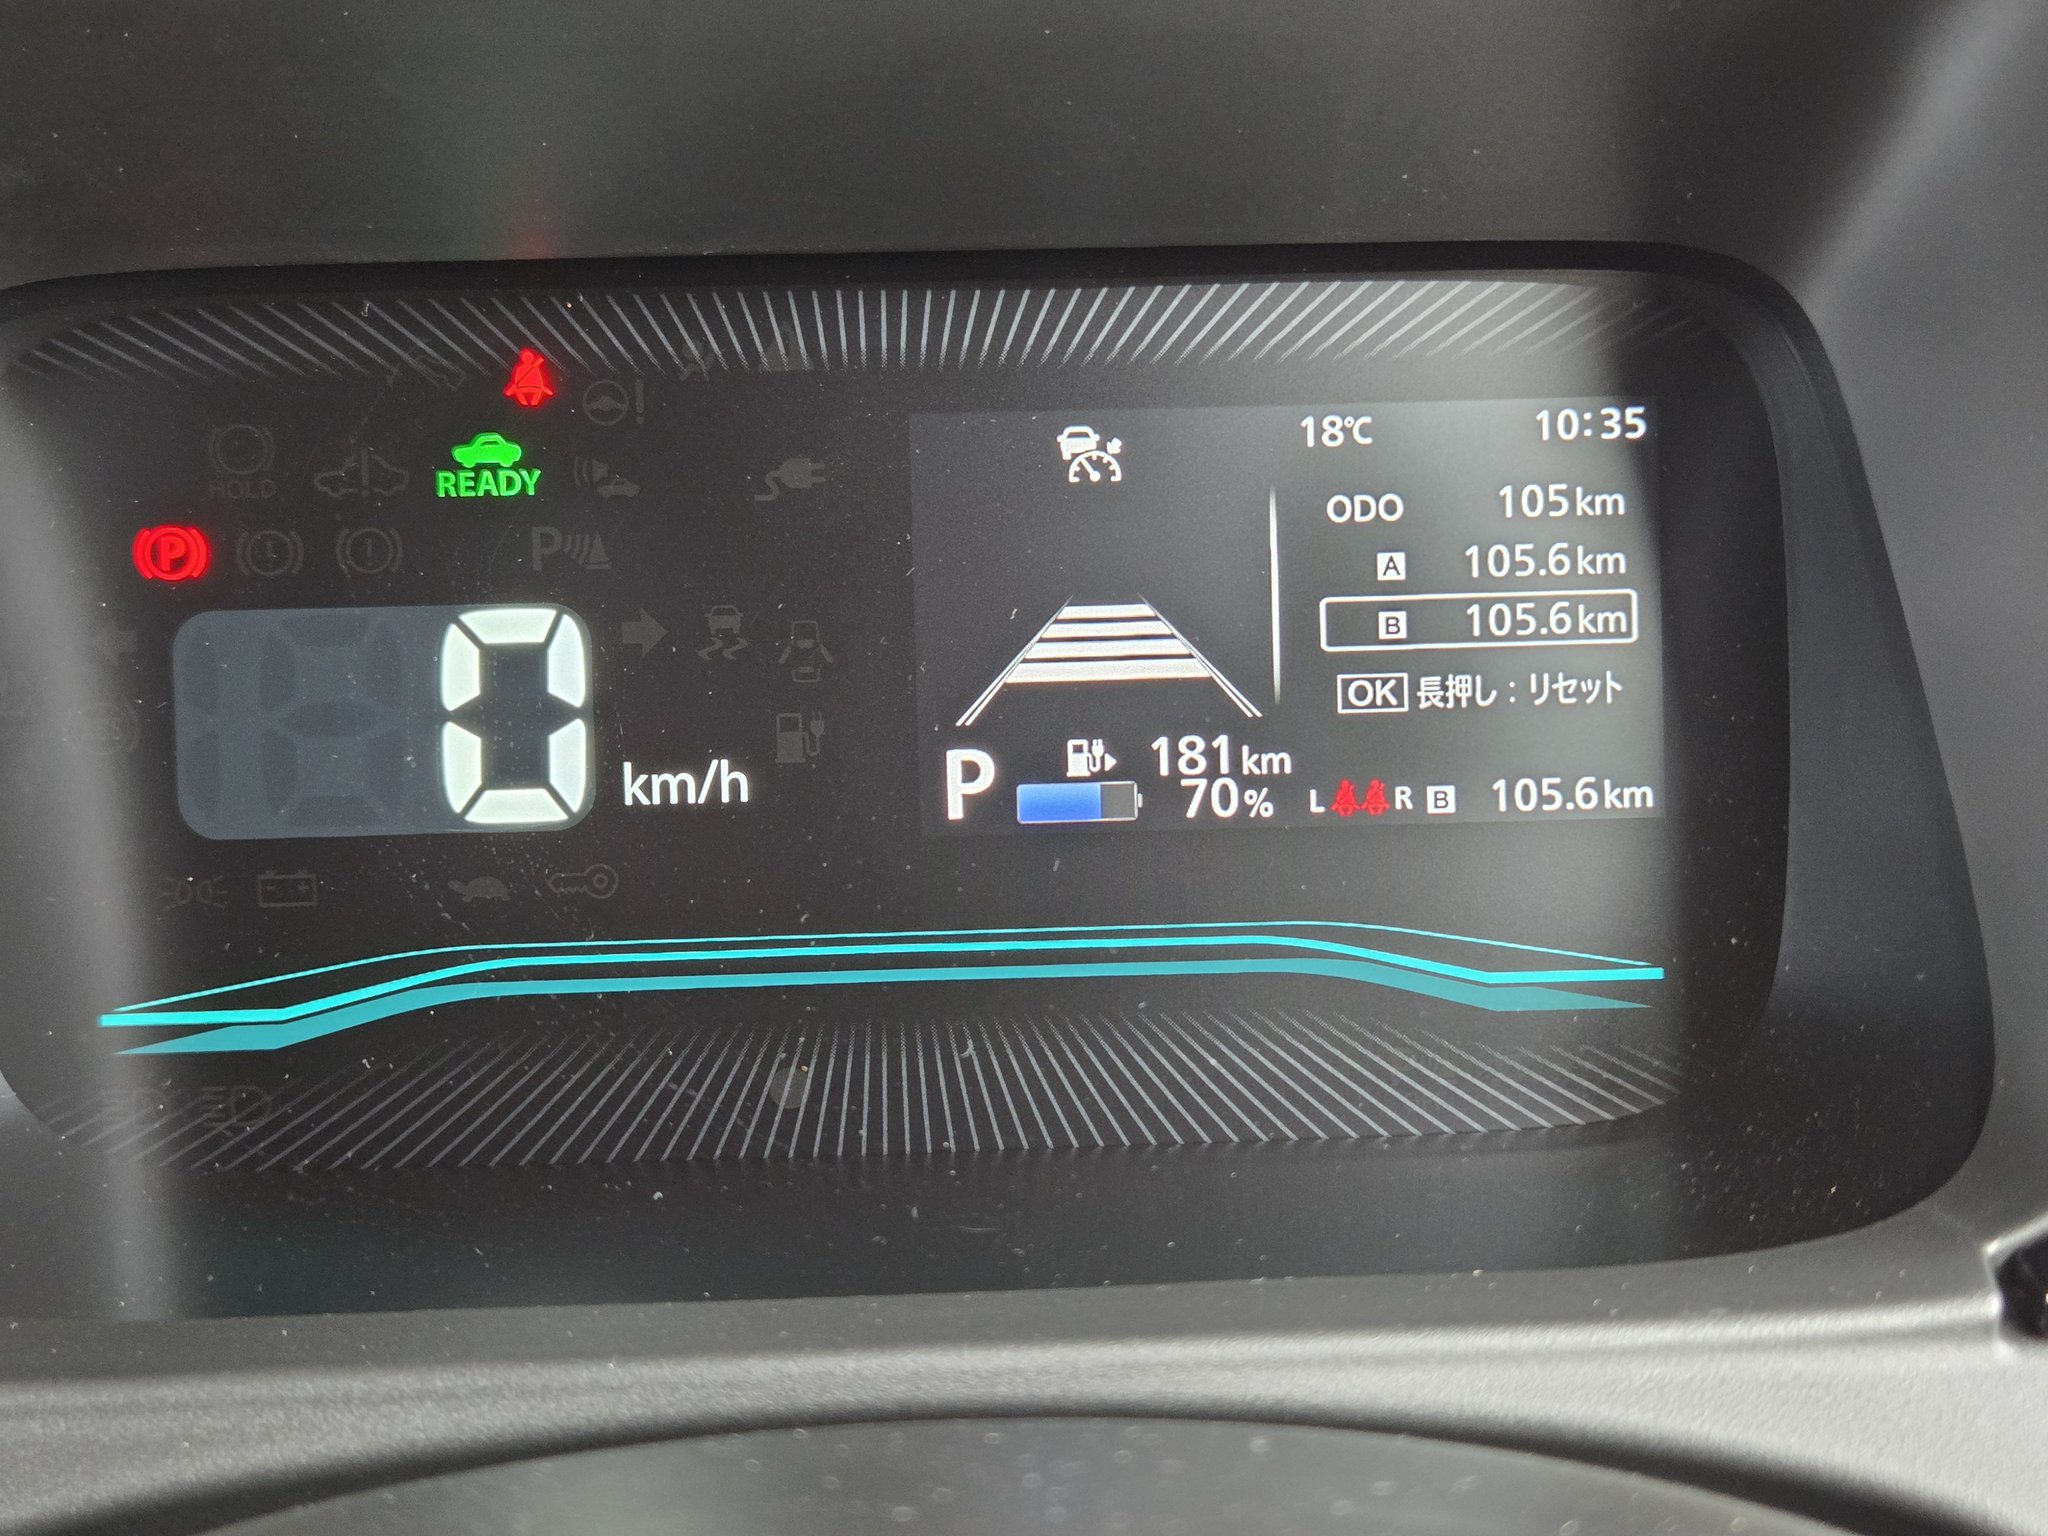 18℃ 10:35
HOLD
READY
ODO 105km
A 105.6km
B 105.6km
OK 長押し：リセット
P
0 km/h
P 181km
70%
L R B 105.6km